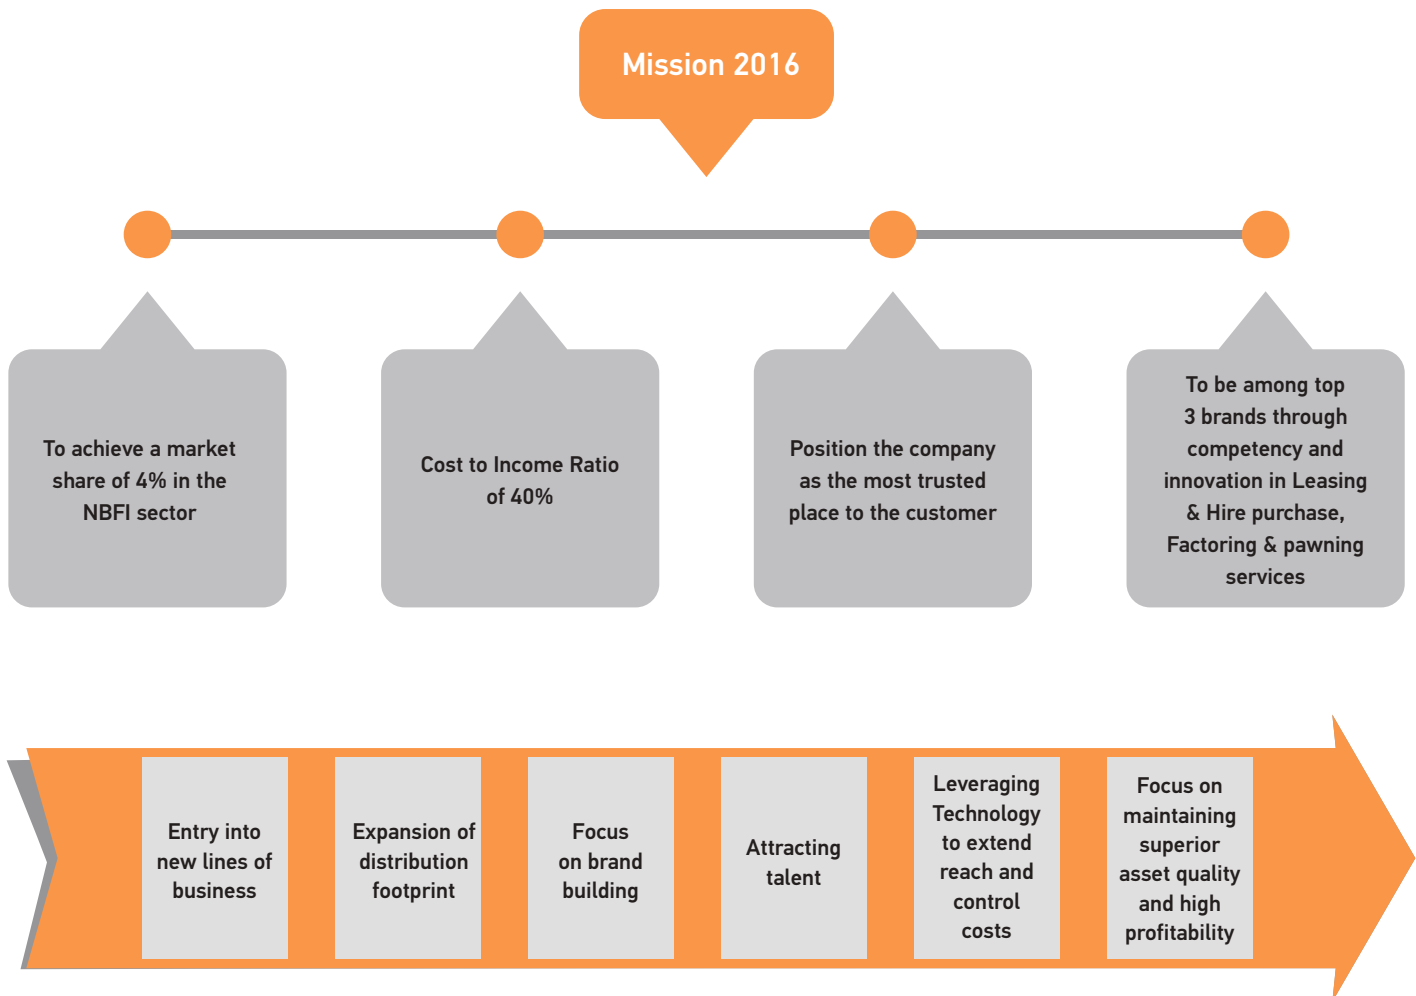 Mission 2016
To achieve a market
share of 4% in the
NBFI sector
Cost to Income Ratio
of 40%
Position the company
as the most trusted
place to the customer
To be among top
3 brands through
competency and
innovation in Leasing
& Hire purchase,
Factoring & pawning
services
Entry into
new lines of
business
Expansion of
distribution
footprint
Focus
on brand
building
Attracting
talent
Leveraging
Technology
to extend
reach and
control
costs
Focus on
maintaining
superior
asset quality
and high
profitability